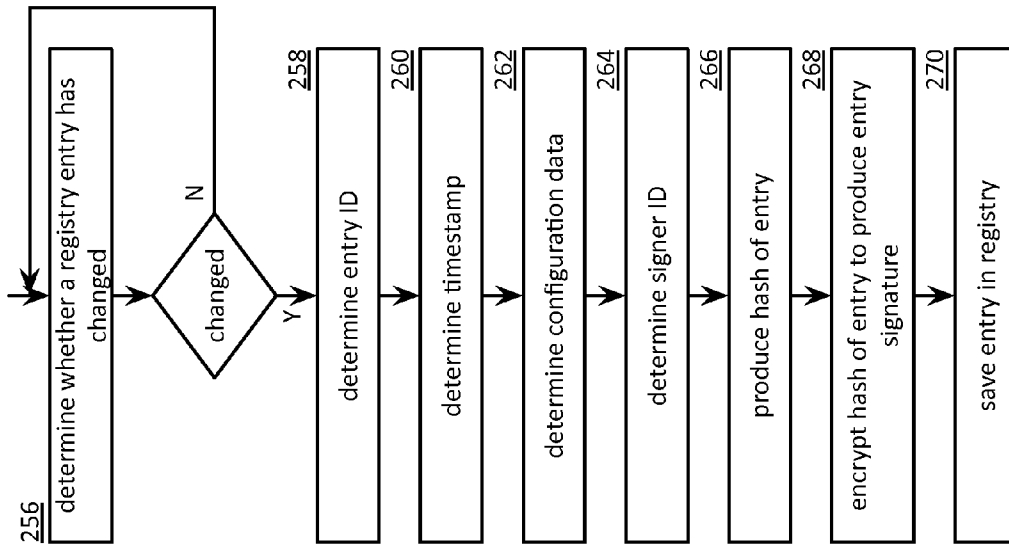 256
determine whether a registry entry has
changed
changed
N
Y
258
determine entry ID
260
determine timestamp
262
determine configuration data
264
determine signer ID
266
produce hash of entry
268
encrypt hash of entry to produce entry
signature
270
save entry in registry